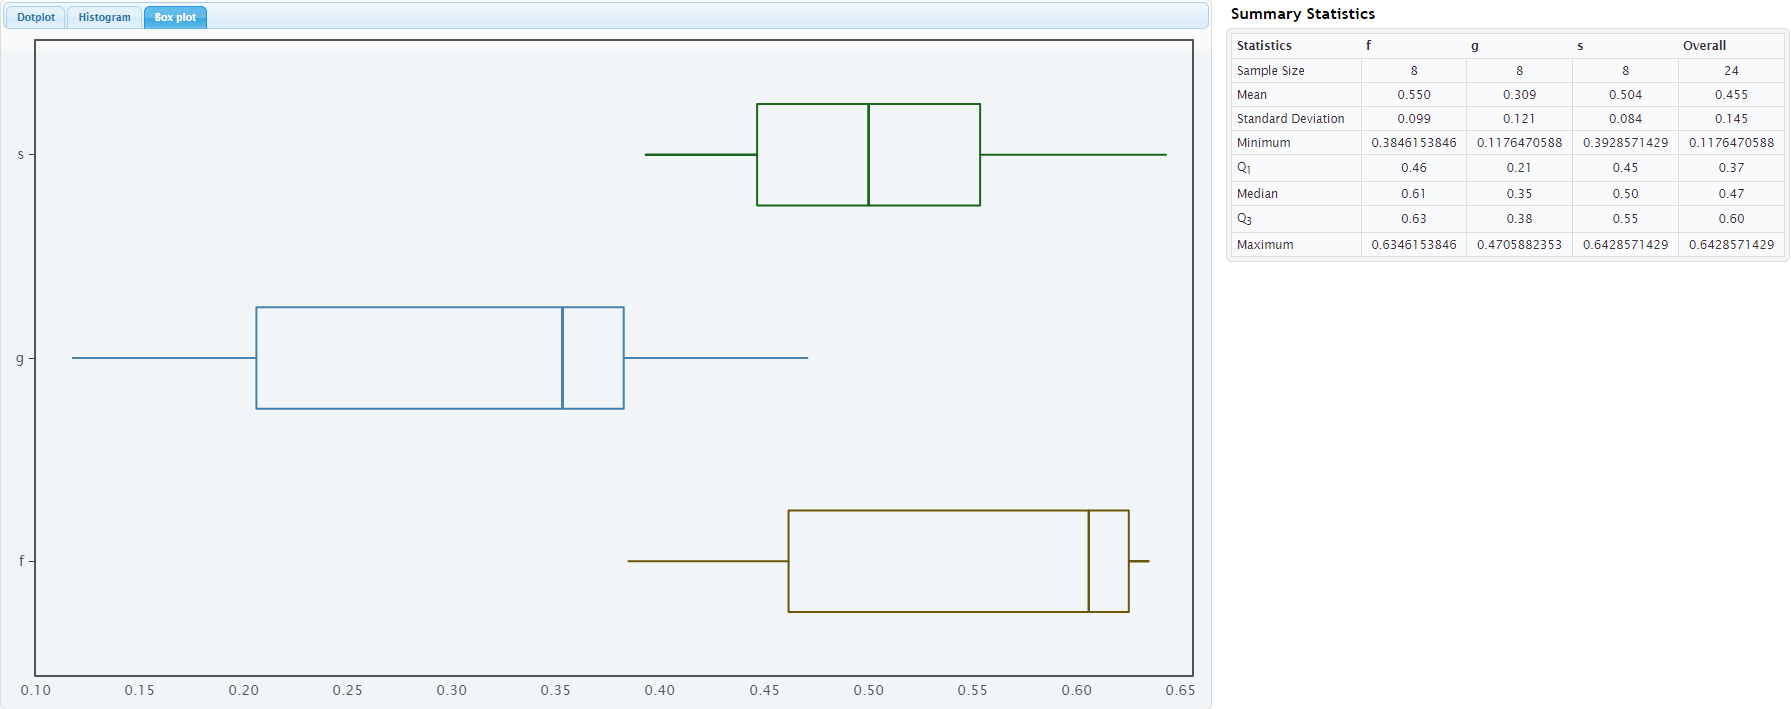 Dotplot Histogram Box plot
s
g
f
0.10 0.15 0.20 0.25 0.30 0.35 0.40 0.45 0.50 0.55 0.60 0.65
Summary Statistics
Statistics f g s Overall
Sample Size 8 8 8 24
Mean 0.550 0.309 0.504 0.455
Standard Deviation 0.099 0.121 0.084 0.145
Minimum 0.3846153846 0.1176470588 0.3928571429 0.1176470588
Q1 0.46 0.21 0.45 0.37
Median 0.61 0.35 0.50 0.47
Q3 0.63 0.38 0.55 0.60
Maximum 0.6346153846 0.4705882353 0.6428571429 0.6428571429